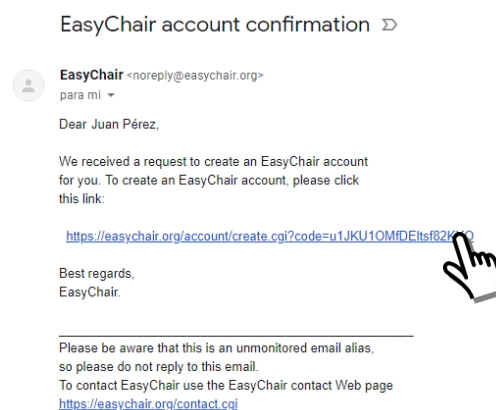 EasyChair account confirmation
EasyChair <noreply@easychair.org>
para mi
Dear Juan Pérez,
We received a request to create an EasyChair account
for you. To create an EasyChair account, please click
this link:
Best regards,
EasyChair.
Please be aware that this is an unmonitored email alias,
so please do not reply to this email.
To contact EasyChair use the EasyChair contact Web page
https://easychair.org/contact.cgi